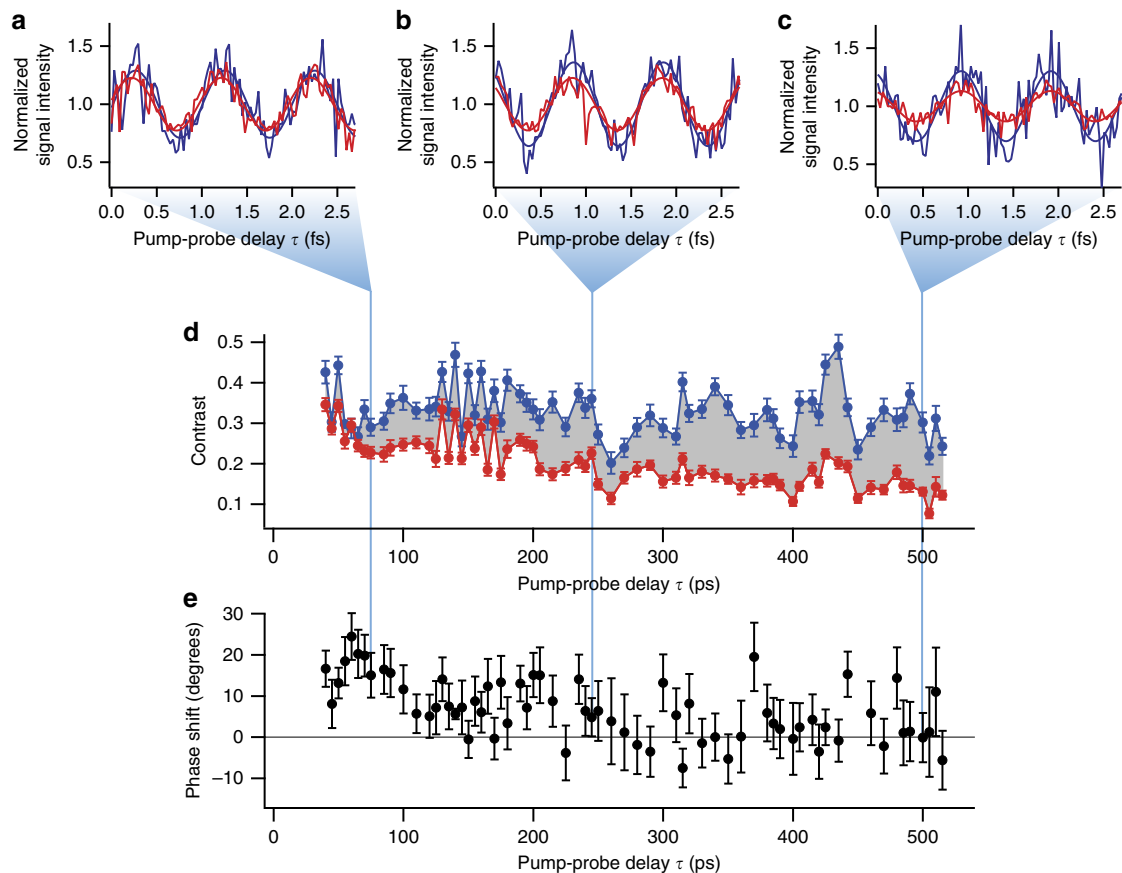 a
b
c
Normalized
signal intensity
1.5
1.0
0.5
0.0 0.5 1.0 1.5 2.0 2.5
Pump-probe delay τ (fs)
Normalized
signal intensity
1.5
1.0
0.5
0.0 0.5 1.0 1.5 2.0 2.5
Pump-probe delay τ (fs)
Normalized
signal intensity
1.5
1.0
0.5
0.0 0.5 1.0 1.5 2.0 2.5
Pump-probe delay τ (fs)
d
Contrast
0.5
0.4
0.3
0.2
0.1
0 100 200 300 400 500
Pump-probe delay τ (ps)
e
Phase shift (degrees)
30
20
10
0
−10
0 100 200 300 400 500
Pump-probe delay τ (ps)